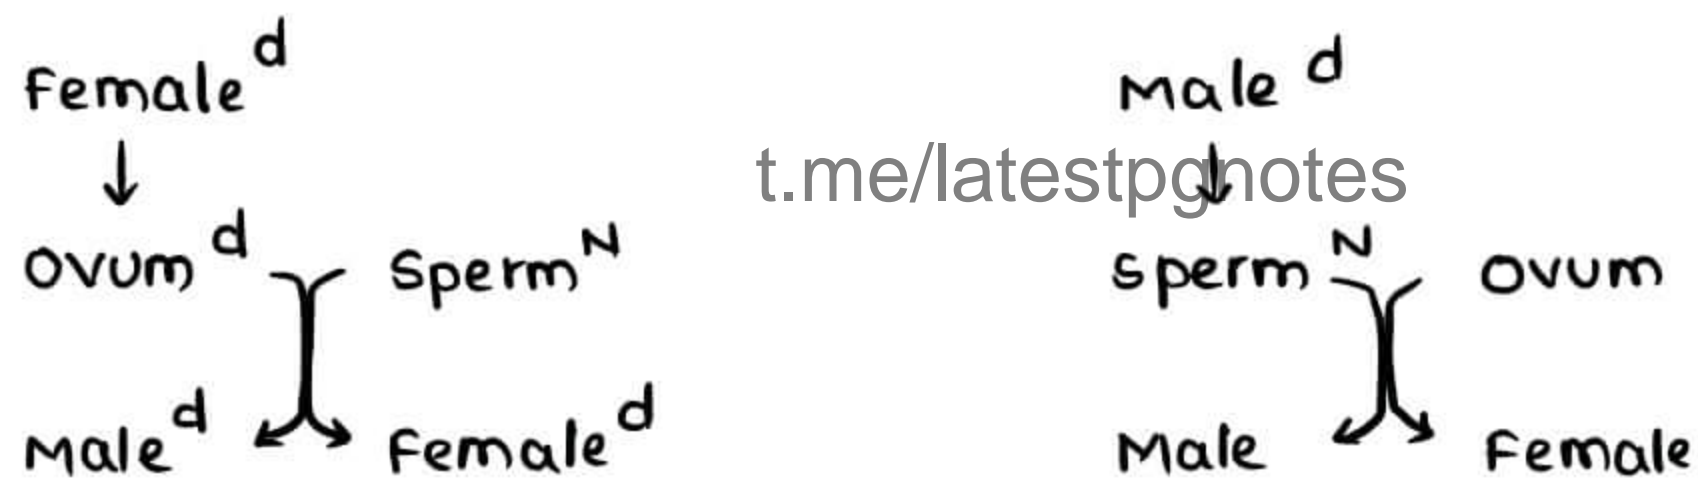 Female d
Male d
t.me/latestpgnotes
Ovum d Sperm N
Sperm N Ovum
Male d Female d
Male Female